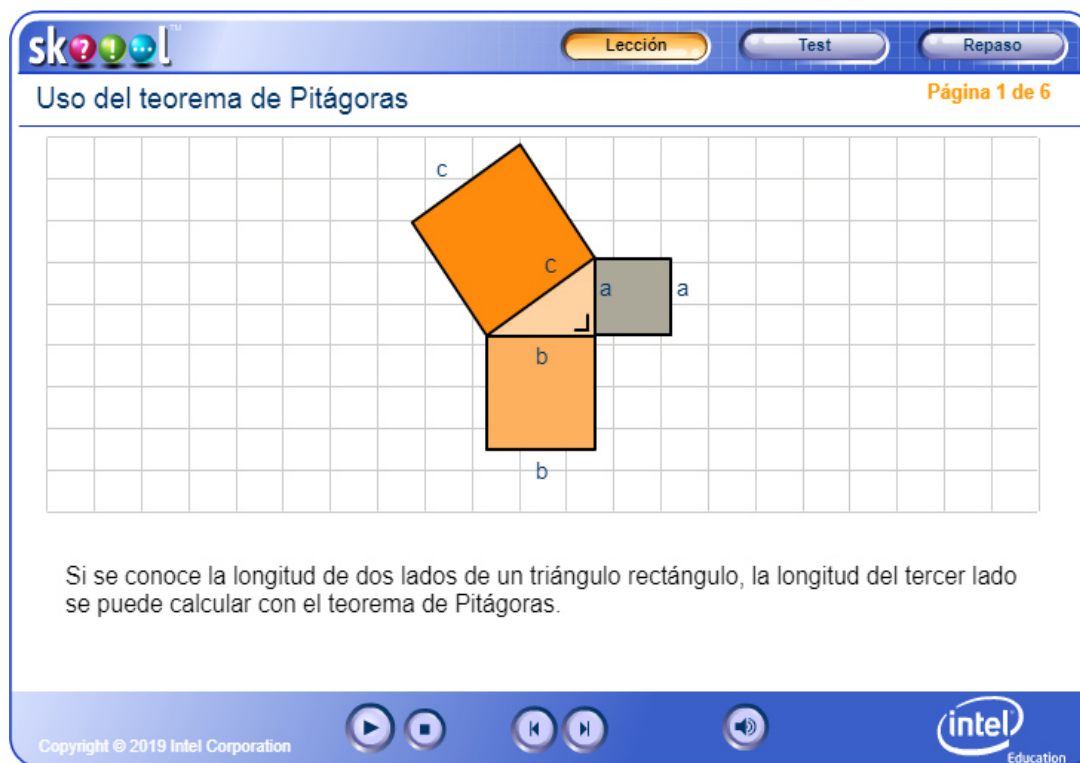 skoool™
Lección
Test
Repaso
Uso del teorema de Pitágoras
Página 1 de 6
c
c
a
a
b
b
Si se conoce la longitud de dos lados de un triángulo rectángulo, la longitud del tercer lado
se puede calcular con el teorema de Pitágoras.
Copyright © 2019 Intel Corporation
intel
Education